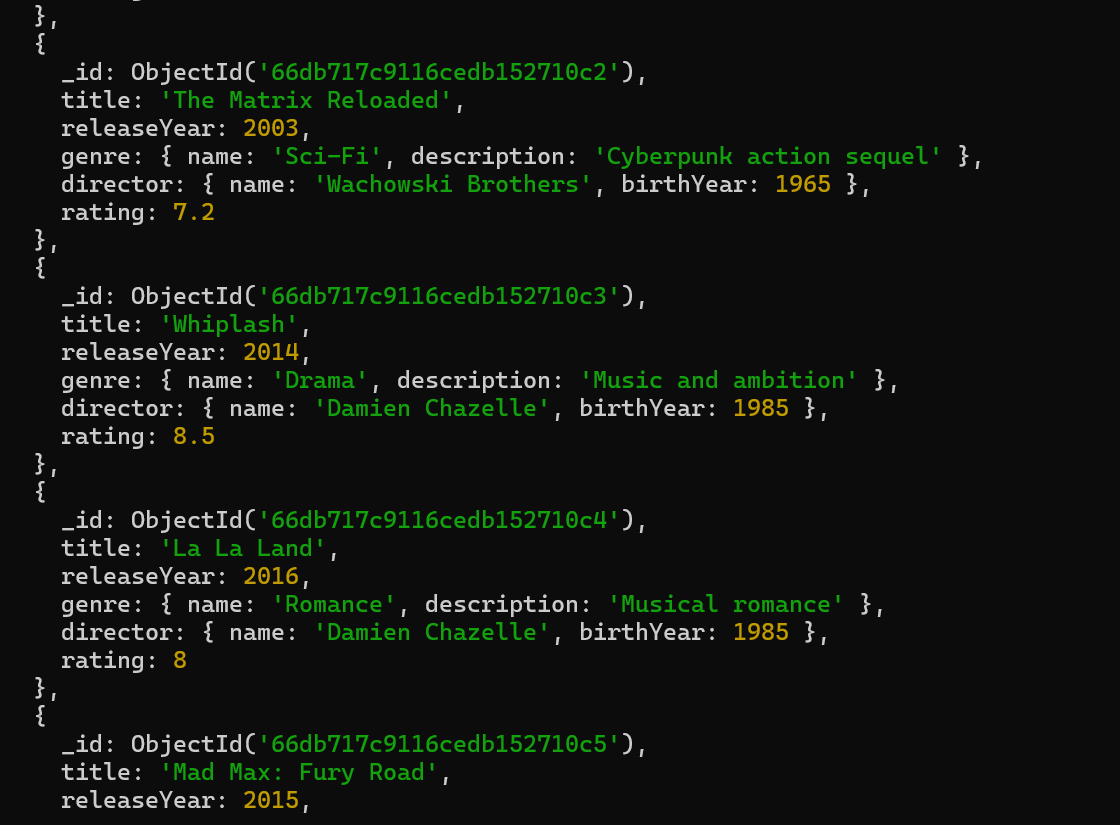 },
{
_id: ObjectId('66db717c9116cedb152710c2'),
title: 'The Matrix Reloaded',
releaseYear: 2003,
genre: { name: 'Sci-Fi', description: 'Cyberpunk action sequel' },
director: { name: 'Wachowski Brothers', birthYear: 1965 },
rating: 7.2
},
{
_id: ObjectId('66db717c9116cedb152710c3'),
title: 'Whiplash',
releaseYear: 2014,
genre: { name: 'Drama', description: 'Music and ambition' },
director: { name: 'Damien Chazelle', birthYear: 1985 },
rating: 8.5
},
{
_id: ObjectId('66db717c9116cedb152710c4'),
title: 'La La Land',
releaseYear: 2016,
genre: { name: 'Romance', description: 'Musical romance' },
director: { name: 'Damien Chazelle', birthYear: 1985 },
rating: 8
},
{
_id: ObjectId('66db717c9116cedb152710c5'),
title: 'Mad Max: Fury Road',
releaseYear: 2015,